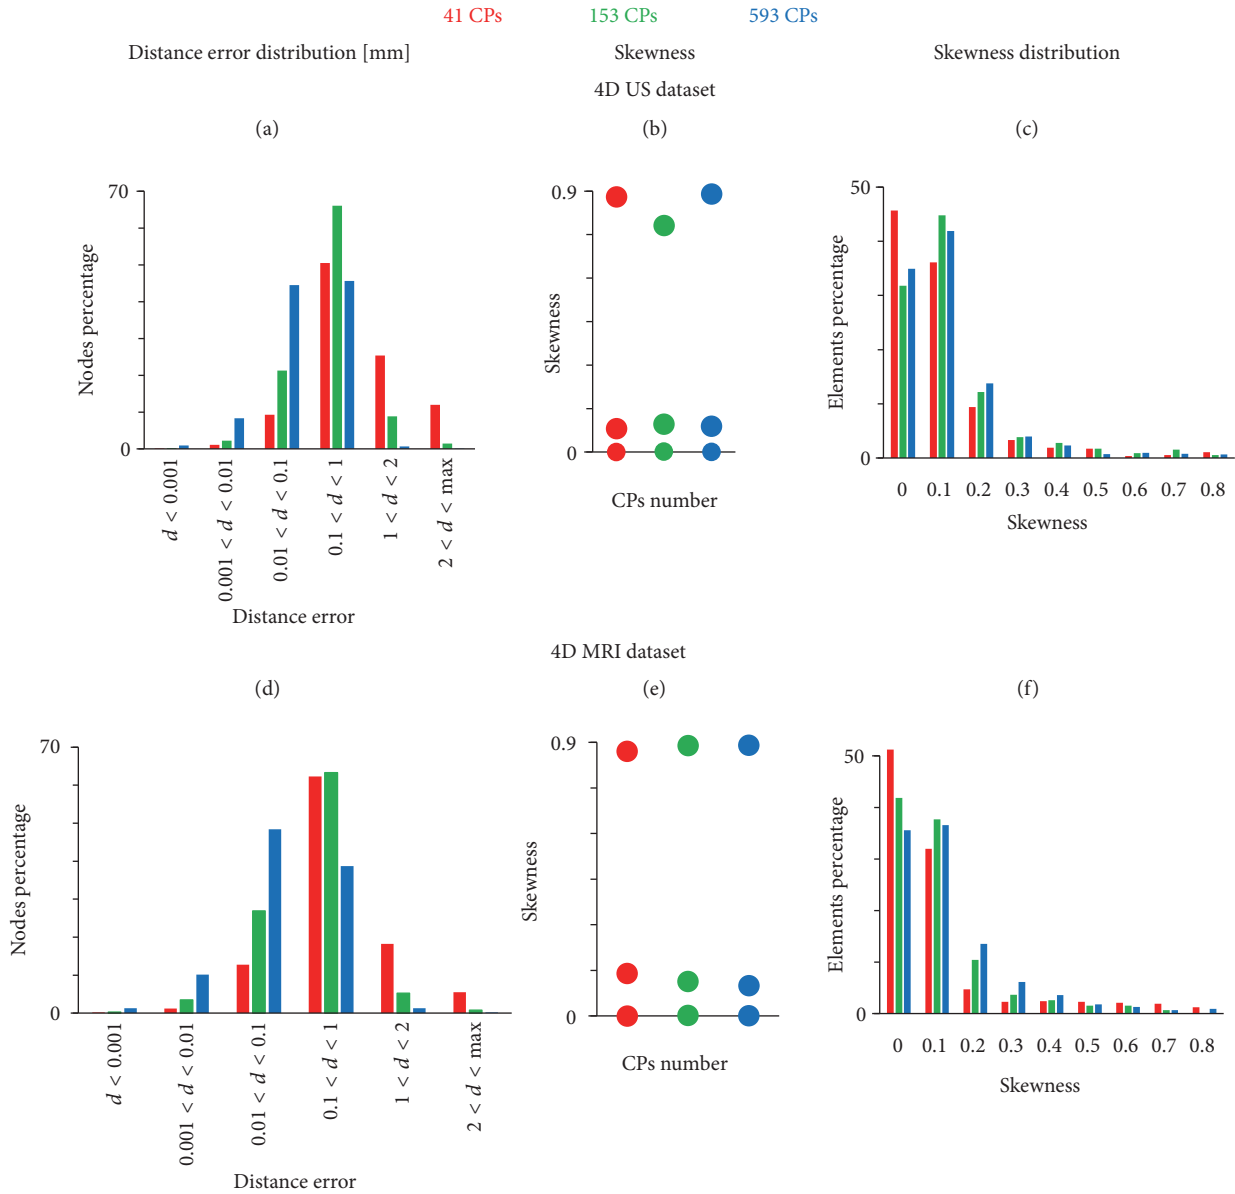 41 CPs 153 CPs 593 CPs
Distance error distribution [mm] Skewness Skewness distribution
4D US dataset
(a) (b) (c)
70
0
Nodes percentage
d < 0.001
0.001 < d < 0.01
0.01 < d < 0.1
0.1 < d < 1
1 < d < 2
2 < d < max
Distance error
0.9
0
Skewness
CPs number
50
0
Elements percentage
0 0.1 0.2 0.3 0.4 0.5 0.6 0.7 0.8
Skewness
4D MRI dataset
(d) (e) (f)
70
0
Nodes percentage
d < 0.001
0.001 < d < 0.01
0.01 < d < 0.1
0.1 < d < 1
1 < d < 2
2 < d < max
Distance error
0.9
0
Skewness
CPs number
50
0
Elements percentage
0 0.1 0.2 0.3 0.4 0.5 0.6 0.7 0.8
Skewness